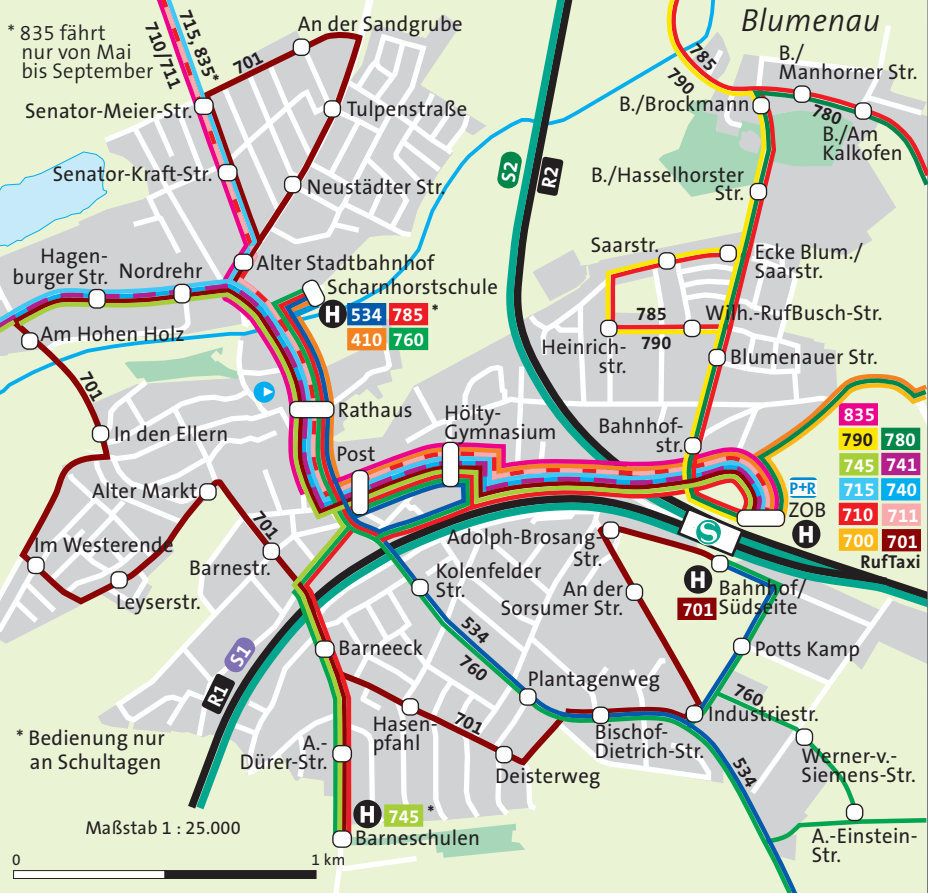 Blumenau
* 835 fährt
nur von Mai
bis September
710/711
715, 835*
701
An der Sandgrube
Senator-Meier-Str.
Tulpenstraße
Senator-Kraft-Str.
Neustädter Str.
S2
R2
785
790
B./
Manhorner Str.
B./Brockmann
780
B./Am
Kalkofen
B./Hasselhorster
Str.
Hagen-
burger Str.
Nordrehr
Alter Stadtbahnhof
Scharnhorstschule
H 534 785 *
410 760
Saarstr.
Ecke Blum./
Saarstr.
785
790
Wilh.-RufBusch-Str.
Heinrich-
str.
Blumenauer Str.
Am Hohen Holz
701
In den Ellern
Rathaus
Hölty-
Gymnasium
Bahnhof-
str.
Post
835
790 780
745 741
715 740
710 711
700 701
RufTaxi
P+R
ZOB
H
S
Alter Markt
701
Im Westerende
Barnestr.
Leyserstr.
Adolph-Brosang-
Str.
Kolenfelder
Str.
An der
Sorsumer Str.
H
701
Bahnhof/
Südseite
534
760
R1
S1
Barneeck
Potts Kamp
Plantagenweg
760
Industriestr.
Hasen-
pfahl
701
Bischof-
Dietrich-Str.
* Bedienung nur
an Schultagen
A.-
Dürer-Str.
Deisterweg
534
Werner-v.-
Siemens-Str.
H 745 *
Barneschulen
A.-Einstein-
Str.
Maßstab 1 : 25.000
0
1 km